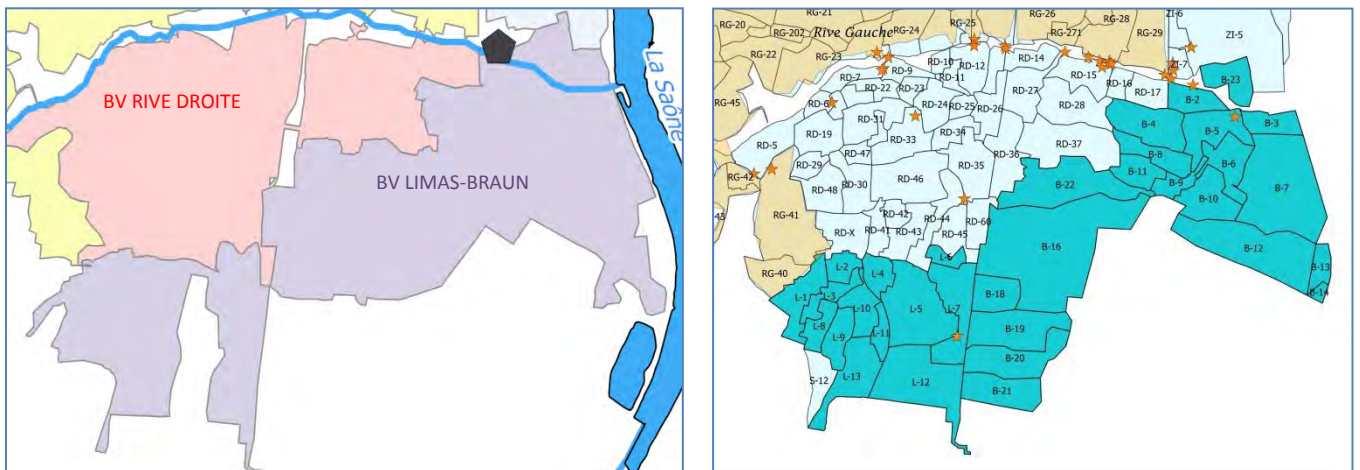 BV RIVE DROITE
BV LIMAS-BRAUN
La Saône
RG-20
RG-21
RG-202
RG-22
Rive Gauche
RG-23
RG-24
RG-25
RG-26
RG-271
RG-28
RG-29
ZI-6
ZI-5
ZI-7
RG-45
RD-7
RD-9
RD-10
RD-11
RD-12
RD-14
RD-15
RD-16
RD-17
B-23
B-2
RD-6
RD-22
RD-23
RD-24
RD-25
RD-26
RD-27
RD-28
B-4
B-5
B-3
RD-5
RD-19
RD-31
RD-33
RD-34
RD-37
RD-29
RD-47
RD-35
RD-36
B-8
B-6
RG-42
43
RD-48
RD-30
RD-46
B-22
B-11
B-9
B-10
B-7
RG-41
RD-42
RD-44
RD-60
RD-X
RD-41
RD-43
RD-45
B-16
B-12
RG-40
L-2
L-4
L-6
B-13
B-14
L-1
L-3
L-10
L-5
L-7
B-18
L-8
L-9
L-11
B-19
S-12
L-13
L-12
B-20
B-21